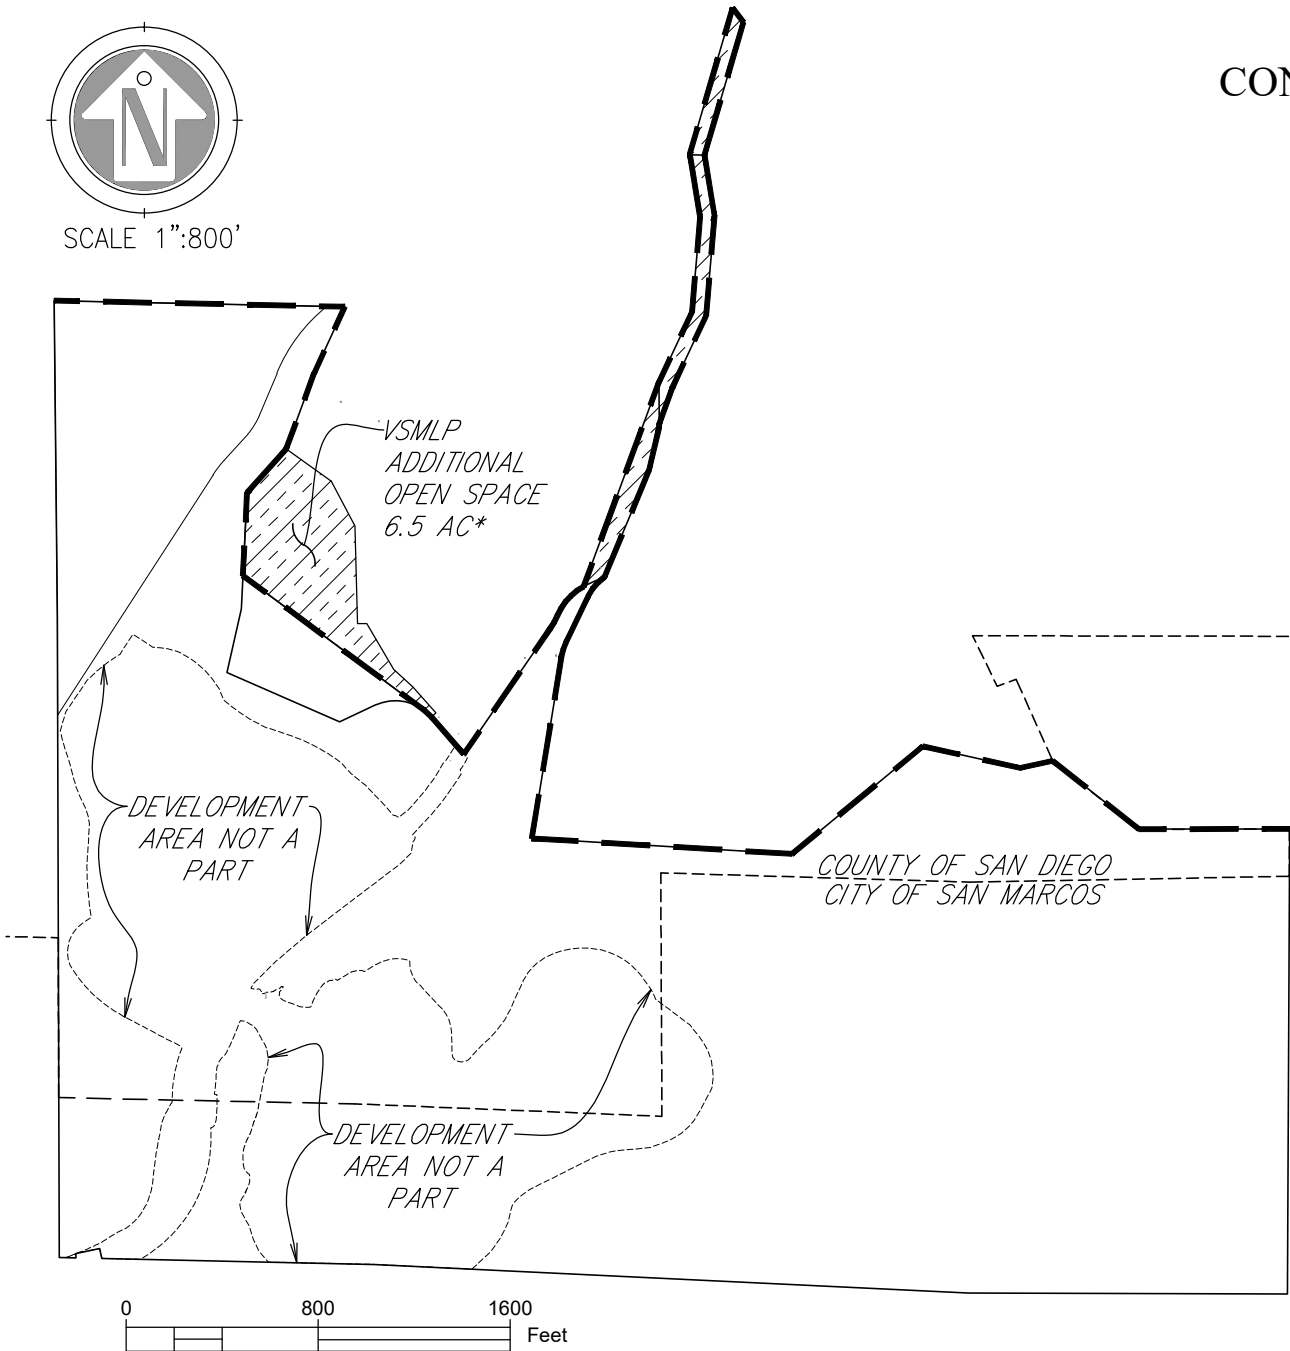 CON
N
SCALE 1":800'
VSMLP
ADDITIONAL
OPEN SPACE
6.5 AC*
DEVELOPMENT
AREA NOT A
PART
COUNTY OF SAN DIEGO
CITY OF SAN MARCOS
DEVELOPMENT
AREA NOT A
PART
0 800 1600
Feet